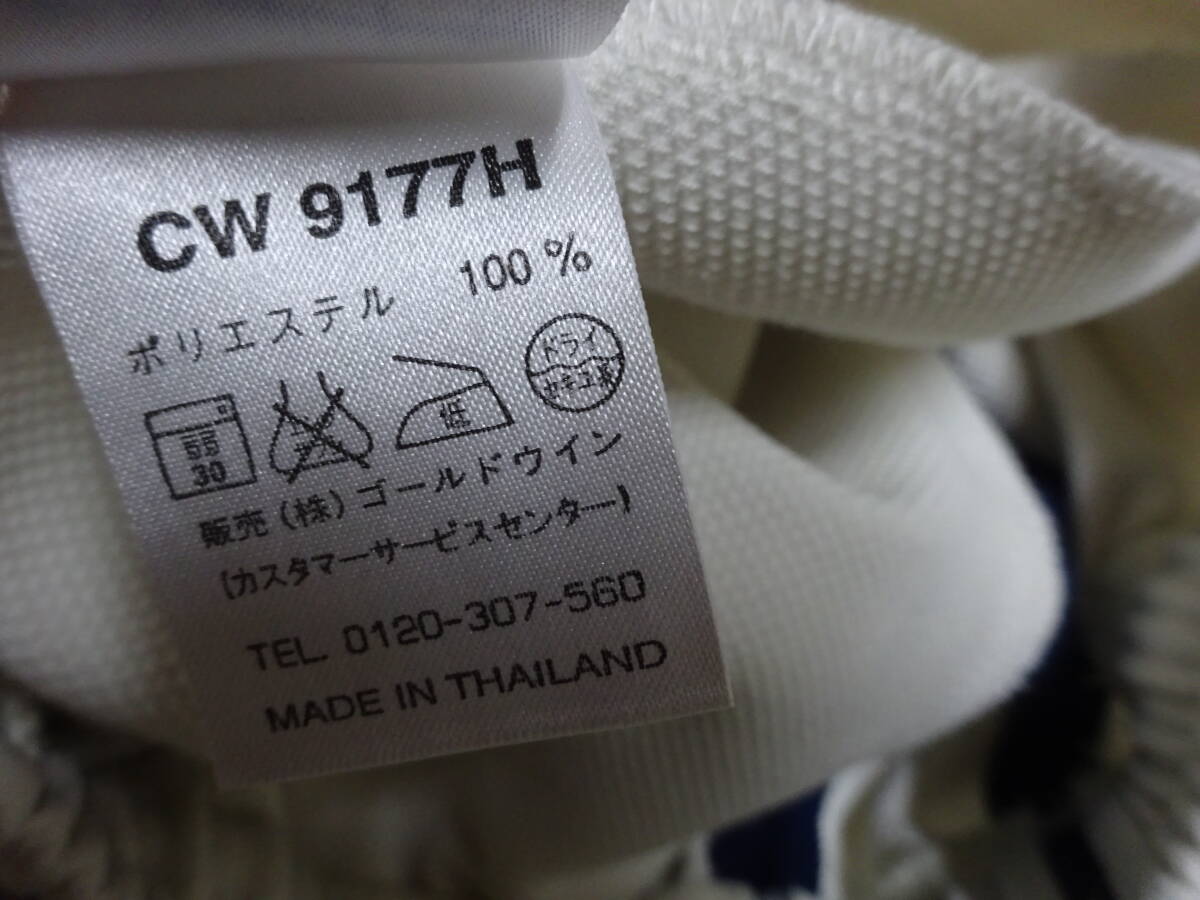 CW 9177H
ポリエステル 100 %
弱
30
低
ドライ
セキユ系
販売(株)ゴールドウイン
(カスタマーサービスセンター)
TEL. 0120-307-560
MADE IN THAILAND